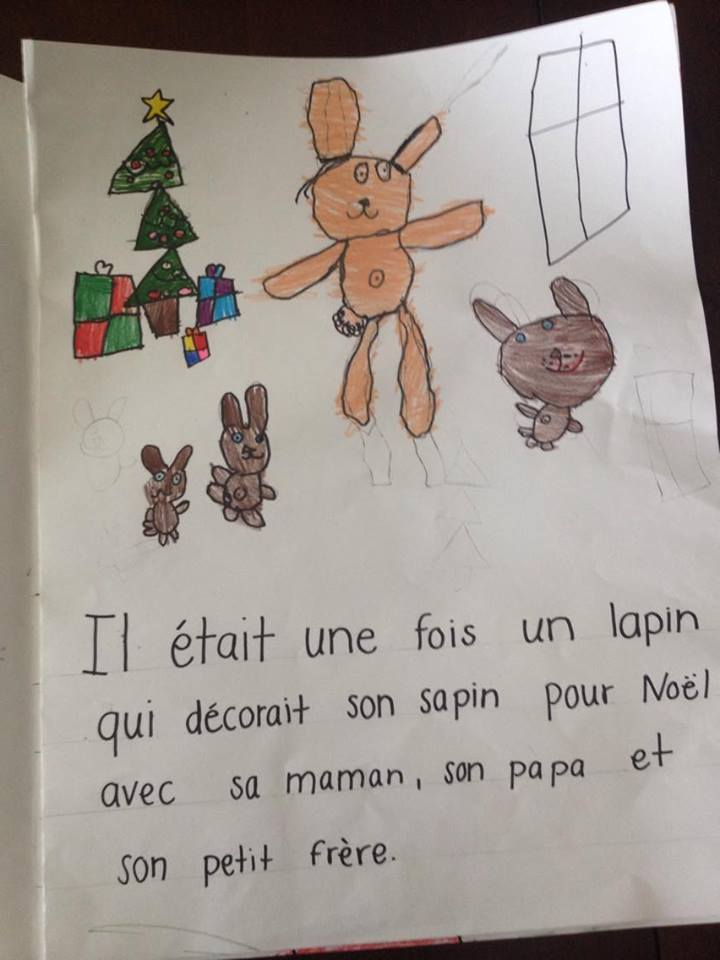 Il était une fois un lapin
qui décorait son sapin pour Noël
avec sa maman, son papa et
son petit frère.